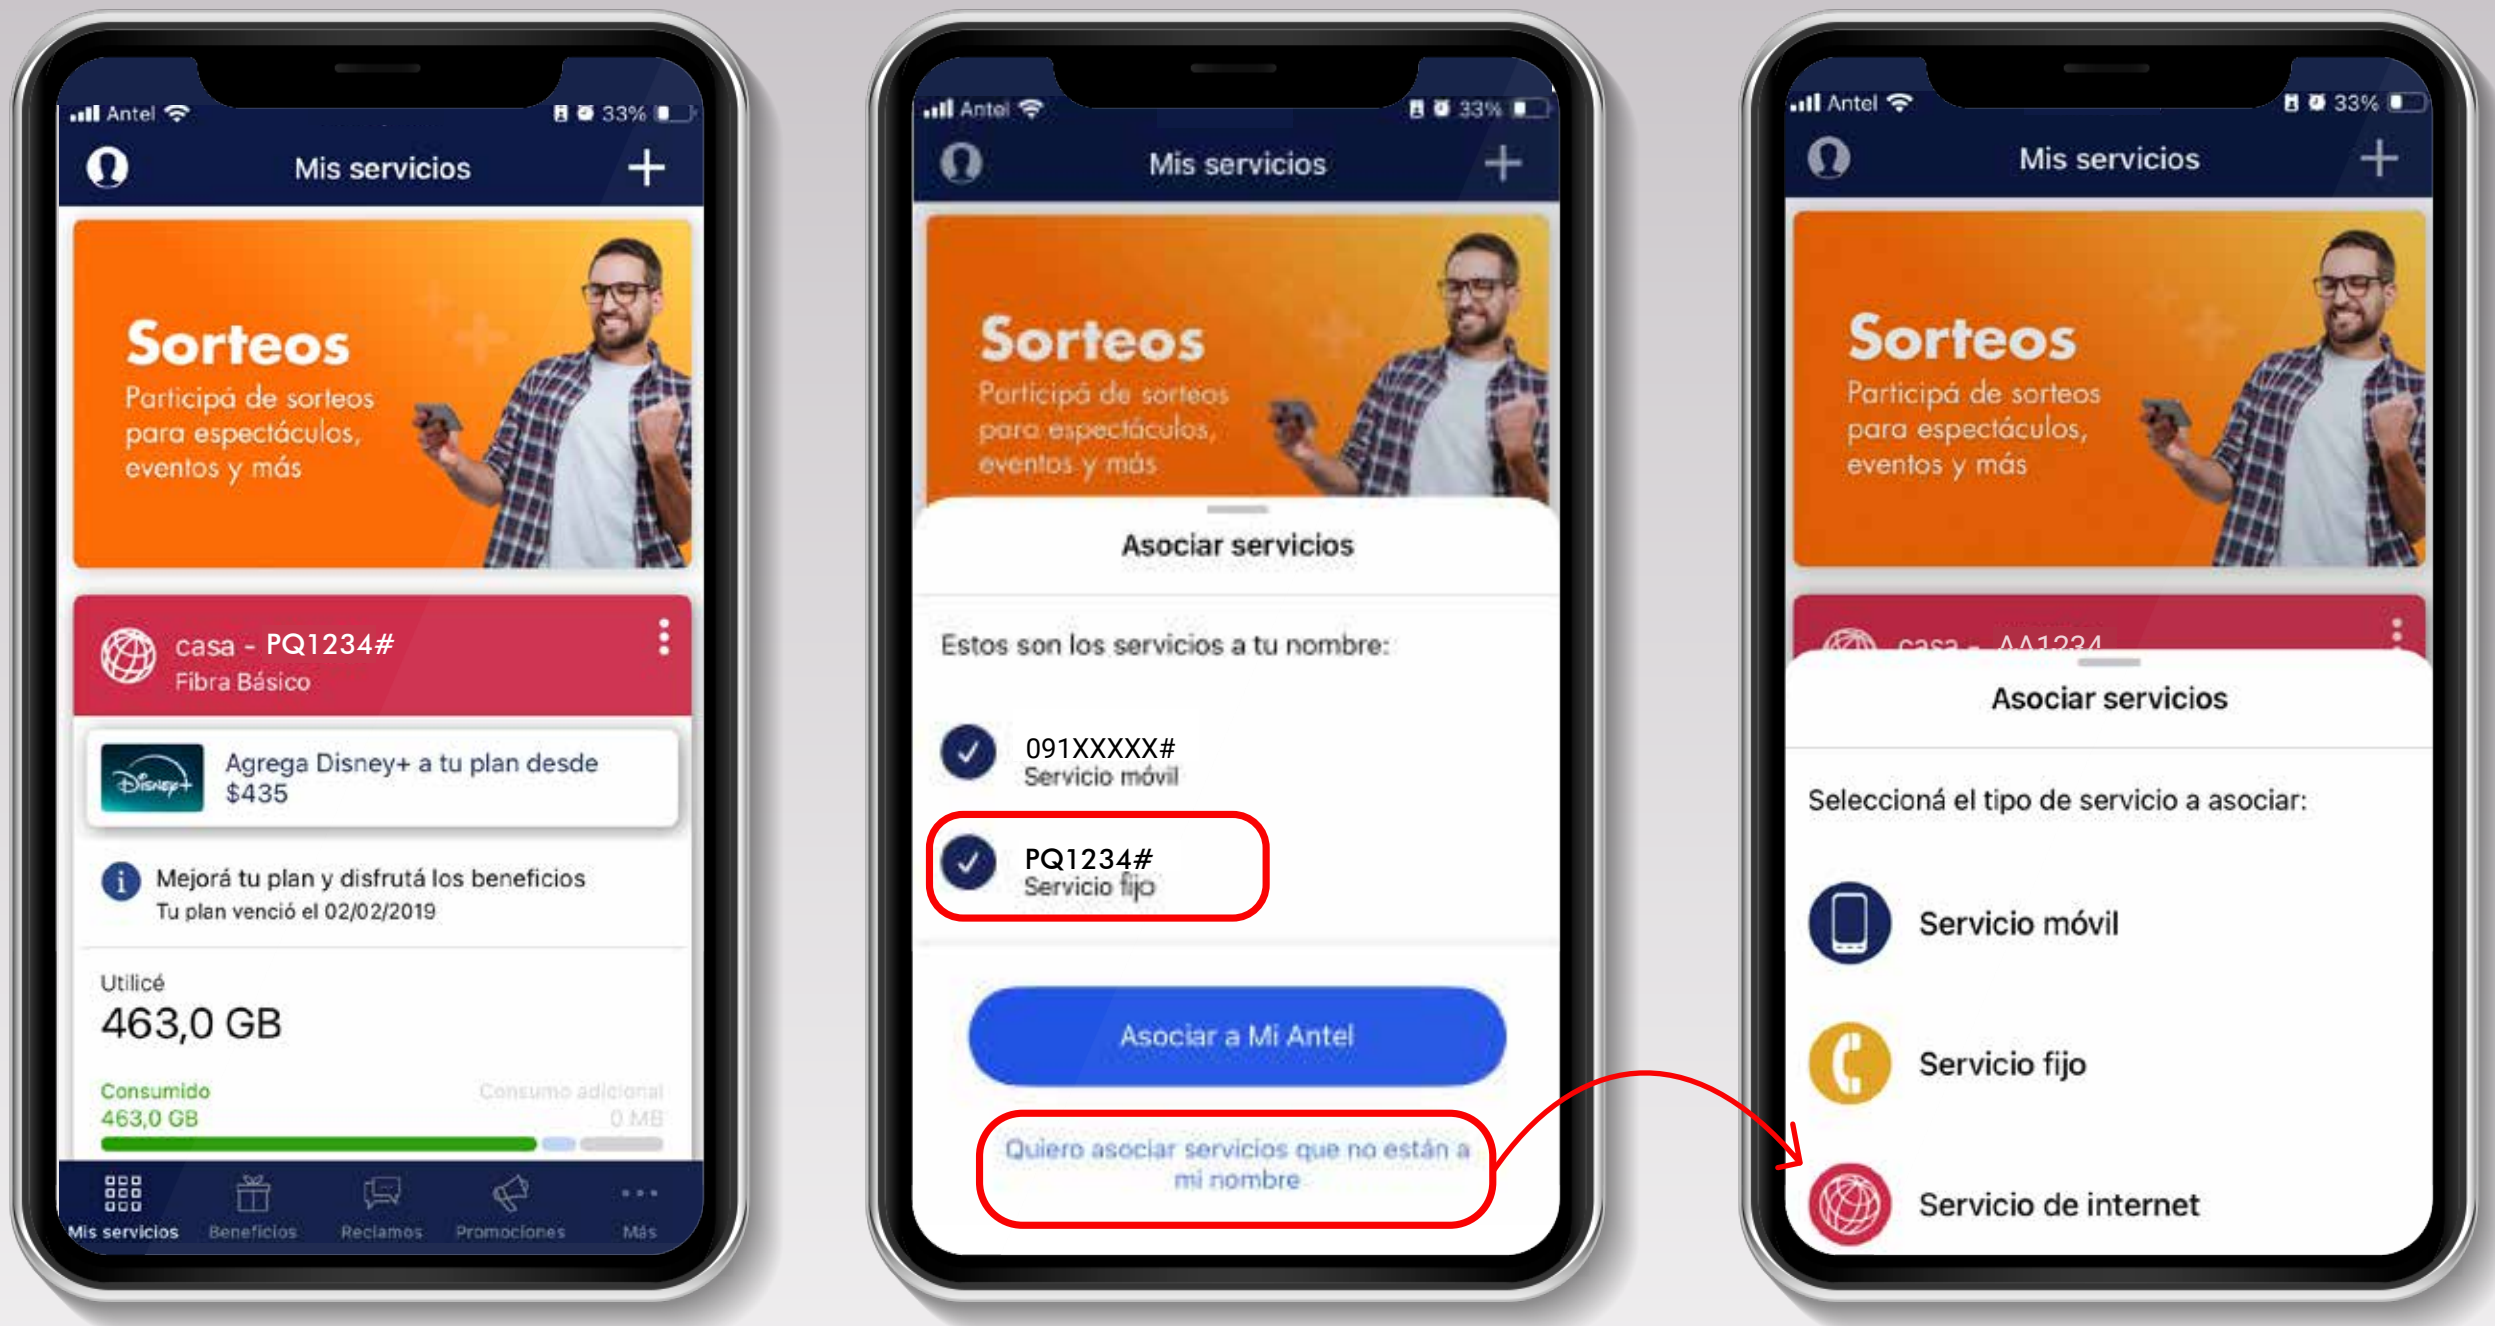 Antel
33%
Mis servicios
Sorteos
Participá de sorteos
para espectáculos,
eventos y más
casa - PQ1234#
Fibra Básico
Disney+
Agrega Disney+ a tu plan desde
$435
Mejorá tu plan y disfrutá los beneficios
Tu plan venció el 02/02/2019
Utilicé
463,0 GB
Consumido
Consumo adicional
463,0 GB
0 MB
Mis servicios
Beneficios
Reclamos
Promociones
Más
Antel
33%
Mis servicios
Sorteos
Participá de sorteos
para espectáculos,
eventos y más
Asociar servicios
Estos son los servicios a tu nombre:
091XXXXX#
Servicio móvil
PQ1234#
Servicio fijo
Asociar a Mi Antel
Quiero asociar servicios que no están a
mi nombre
Antel
33%
Mis servicios
Sorteos
Participá de sorteos
para espectáculos,
eventos y más
casa - AA1234
Asociar servicios
Seleccioná el tipo de servicio a asociar:
Servicio móvil
Servicio fijo
Servicio de internet